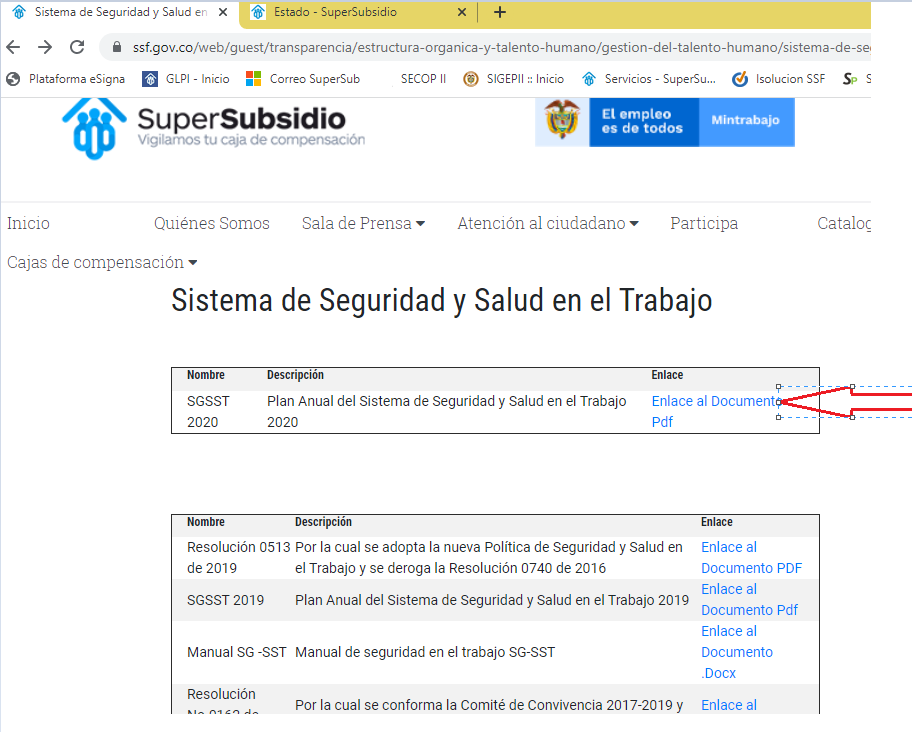 Sistema de Seguridad y Salud en
Estado - SuperSubsidio
ssf.gov.co/web/guest/transparencia/estructura-organica-y-talento-humano/gestion-del-talento-humano/sistema-de-se
Plataforma eSigna GLPI - Inicio Correo SuperSub SECOP II SIGEPII :: Inicio Servicios - SuperSu... Isolucion SSF S
SuperSubsidio
Vigilamos tu caja de compensación
El empleo
es de todos
Mintrabajo
Inicio Quiénes Somos Sala de Prensa Atención al ciudadano Participa Catalog
Cajas de compensación
Sistema de Seguridad y Salud en el Trabajo
Nombre Descripción Enlace
SGSST Plan Anual del Sistema de Seguridad y Salud en el Trabajo Enlace al Documento
2020 2020 Pdf
Nombre Descripción Enlace
Resolución 0513 Por la cual se adopta la nueva Política de Seguridad y Salud en Enlace al
de 2019 el Trabajo y se deroga la Resolución 0740 de 2016 Documento PDF
SGSST 2019 Plan Anual del Sistema de Seguridad y Salud en el Trabajo 2019 Enlace al
Documento Pdf
Manual SG -SST Manual de seguridad en el trabajo SG-SST Enlace al
Documento
.Docx
Resolución
Por la cual se conforma la Comité de Convivencia 2017-2019 y Enlace al